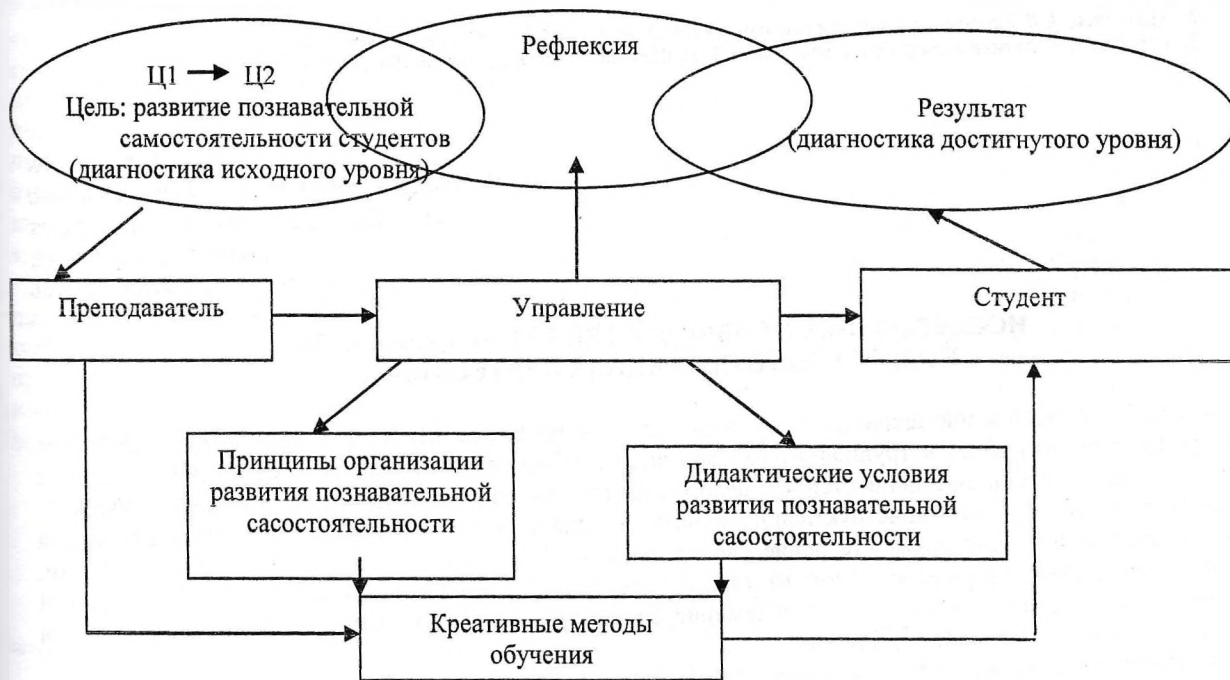 Рефлексия
Ц1 → Ц2
Цель: развитие познавательной
самостоятельности студентов
(диагностика исходного уровня)
Результат
(диагностика достигнутого уровня)
Преподаватель
Управление
Студент
Принципы организации
развития познавательной
сасостоятельности
Дидактические условия
развития познавательной
сасостоятельности
Креативные методы
обучения